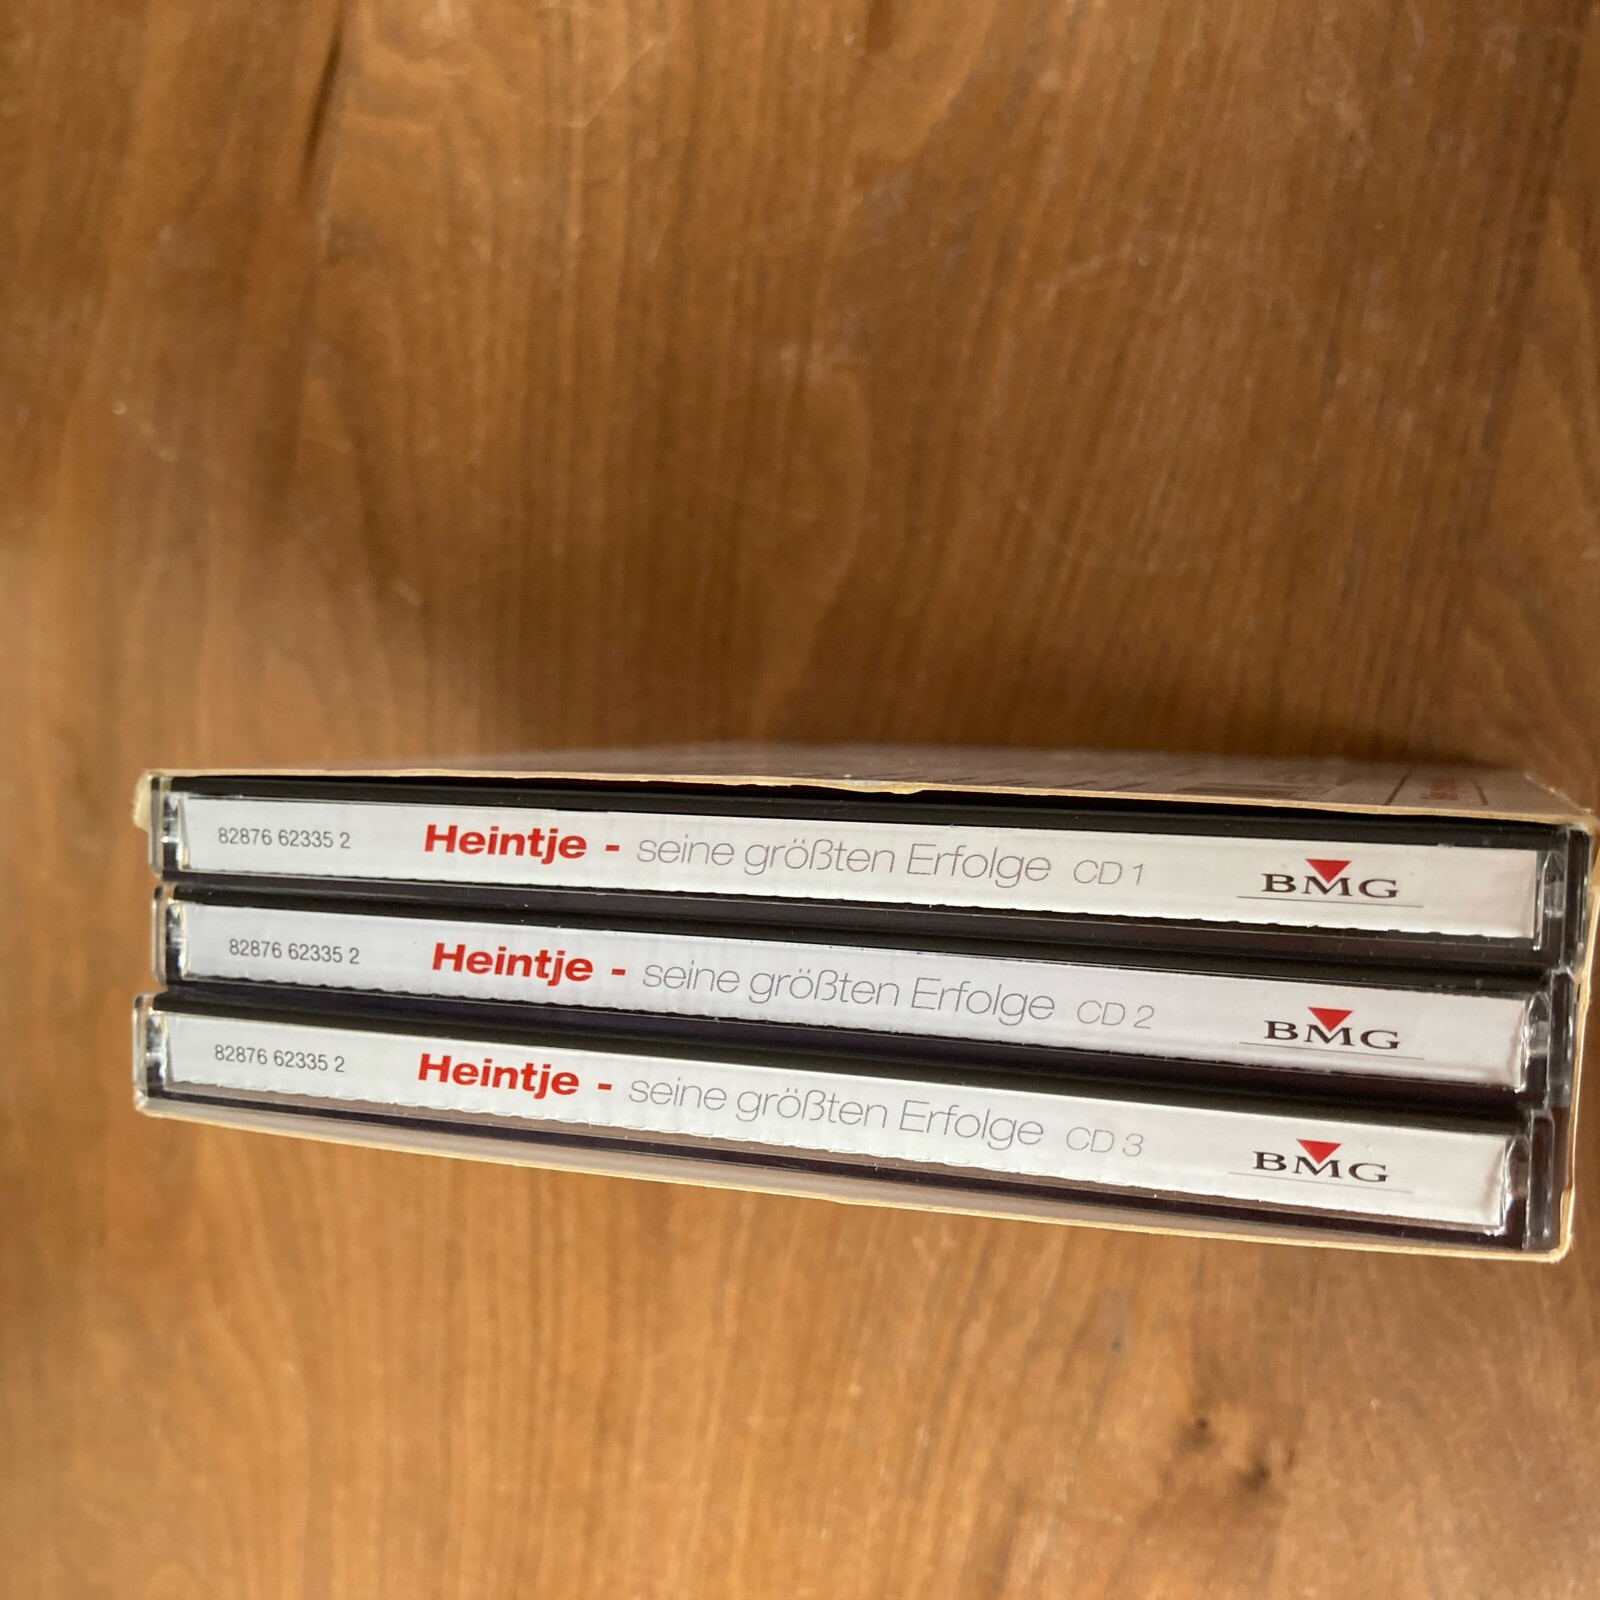 82876 62335 2 Heintje - seine größten Erfolge CD 1 BMG
82876 62335 2 Heintje - seine größten Erfolge CD 2 BMG
82876 62335 2 Heintje - seine größten Erfolge CD 3 BMG